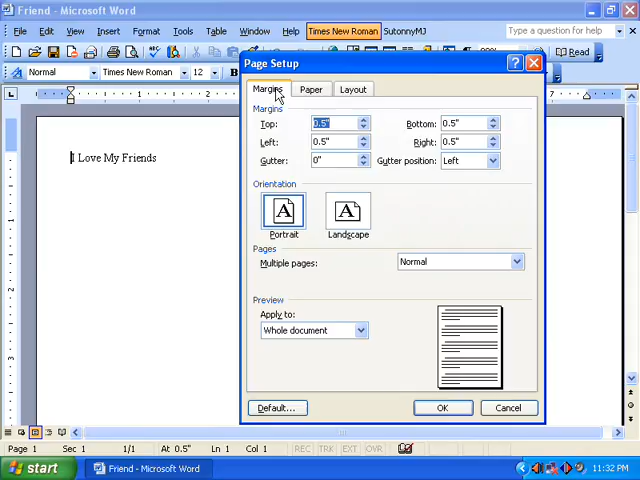 Friend - Microsoft Word
File Edit View Insert Format Tools Table Window Times New Roman SutonnyMJ
Type a question for help
Read
Normal Times New Roman 12
Page Setup
Margins Paper Layout
Margins
Top: 0.5" Bottom: 0.5"
Left: 0.5" Right: 0.5"
Gutter: 0" Gutter position: Left
I Love My Friends
Orientation
Portrait Landscape
Pages
Multiple pages: Normal
Preview
Apply to:
Whole document
Default... OK Cancel
Page 1 Sec 1 1/1 At 0.5" Ln 1 Col 1 REC TRK EXT OVR
start Friend - Microsoft Word 11:32 PM